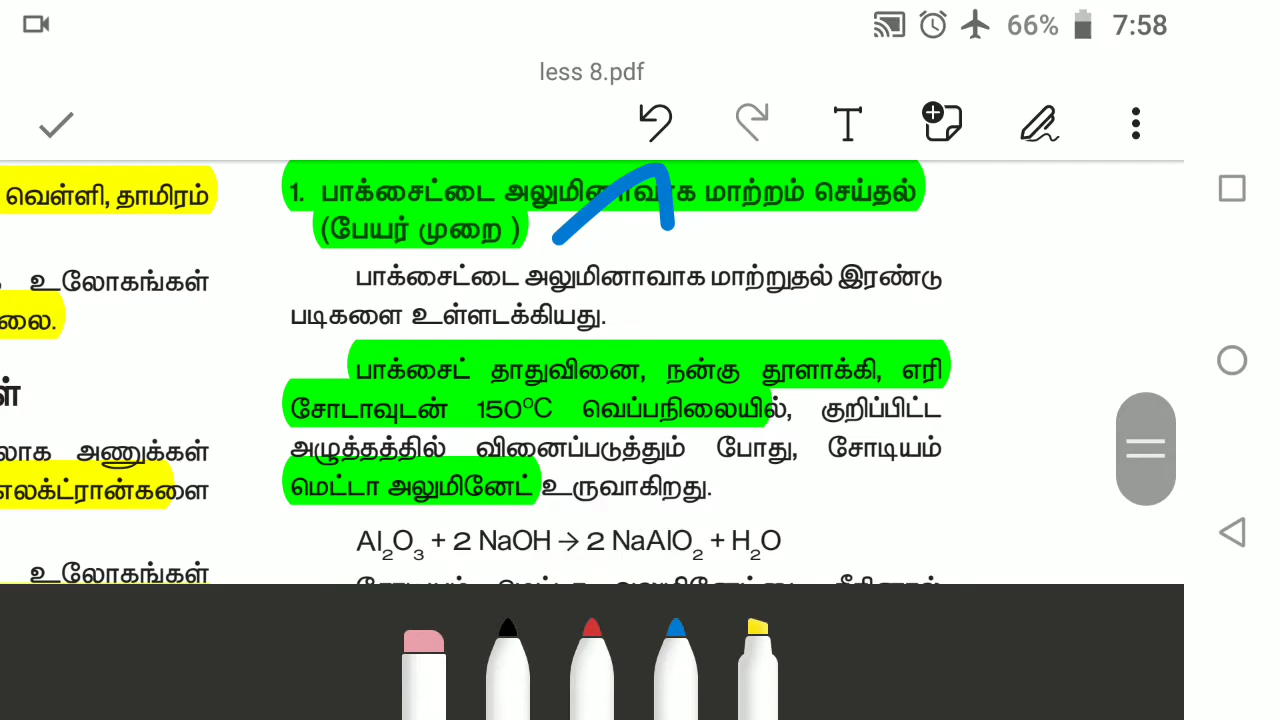 66% 7:58
less 8.pdf
வெள்ளி, தாமிரம்
உலோகங்கள்
லை.
ள்
லாக அணுக்கள்
எலக்ட்ரான்களை
உலோகங்கள்
1. பாக்சைட்டை அலுமினாவாக மாற்றம் செய்தல்
(பேயர் முறை )
பாக்சைட்டை அலுமினாவாக மாற்றுதல் இரண்டு
படிகளை உள்ளடக்கியது.
பாக்சைட் தாதுவினை, நன்கு தூளாக்கி, எரி
சோடாவுடன் 150⁰C வெப்பநிலையில், குறிப்பிட்ட
அழுத்தத்தில் வினைப்படுத்தும் போது, சோடியம்
மெட்டா அலுமினேட் உருவாகிறது.
Al₂O₃ + 2 NaOH → 2 NaAlO₂ + H₂O